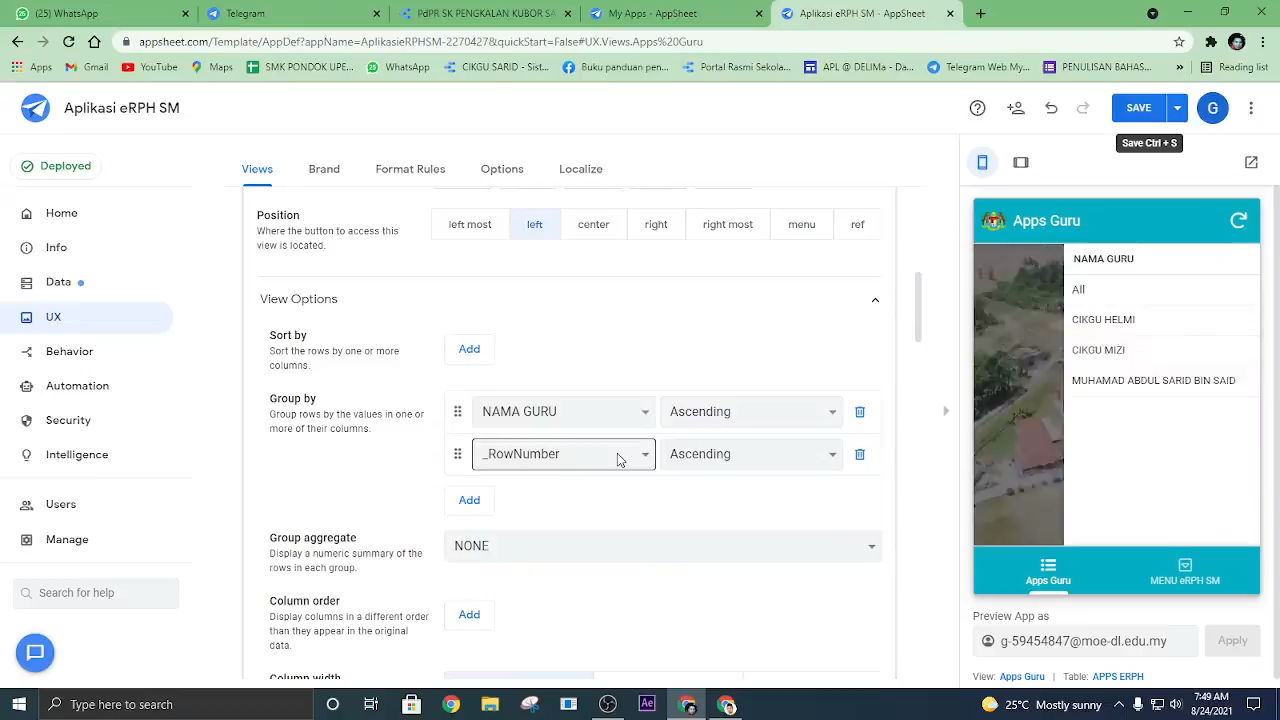 WhatsApp
Telegram
PdPR SK PENGKALAN KUBOR SA
My Apps - AppSheet
Aplikasi eRPH SM - AppSheet
appsheet.com/Template/AppDef?appName=AplikasieRPHSM-2270427&quickStart=False#UX.Views.Apps%20Guru
Apps
Gmail
YouTube
Maps
SMK PONDOK UPE...
WhatsApp
CIKGU SARID - Sist...
Buku panduan pen...
Portal Rasmi Sekola...
APL @ DELIMa - Da...
Telegram Web My...
PENULISAN BAHAS...
»
Reading list
Aplikasi eRPH SM
SAVE
G
Save Ctrl + S
Deployed
Home
Info
Data
UX
Behavior
Automation
Security
Intelligence
Users
Manage
Search for help
Views
Brand
Format Rules
Options
Localize
Position
Where the button to access this
view is located.
left most
left
center
right
right most
menu
ref
View Options
Sort by
Sort the rows by one or more
columns.
Add
Group by
Group rows by the values in one or
more of their columns.
NAMA GURU
Ascending
_RowNumber
Ascending
Add
Group aggregate
Display a numeric summary of the
rows in each group.
NONE
Column order
Display columns in a different order
than they appear in the original
data.
Add
Column width
Apps Guru
NAMA GURU
All
CIKGU HELMI
CIKGU MIZI
MUHAMAD ABDUL SARID BIN SAID
Apps Guru
MENU eRPH SM
Preview App as
g-59454847@moe-dl.edu.my
Apply
View: Apps Guru | Table: APPS ERPH
Type here to search
Ae
25°C Mostly sunny
7:49 AM
8/24/2021